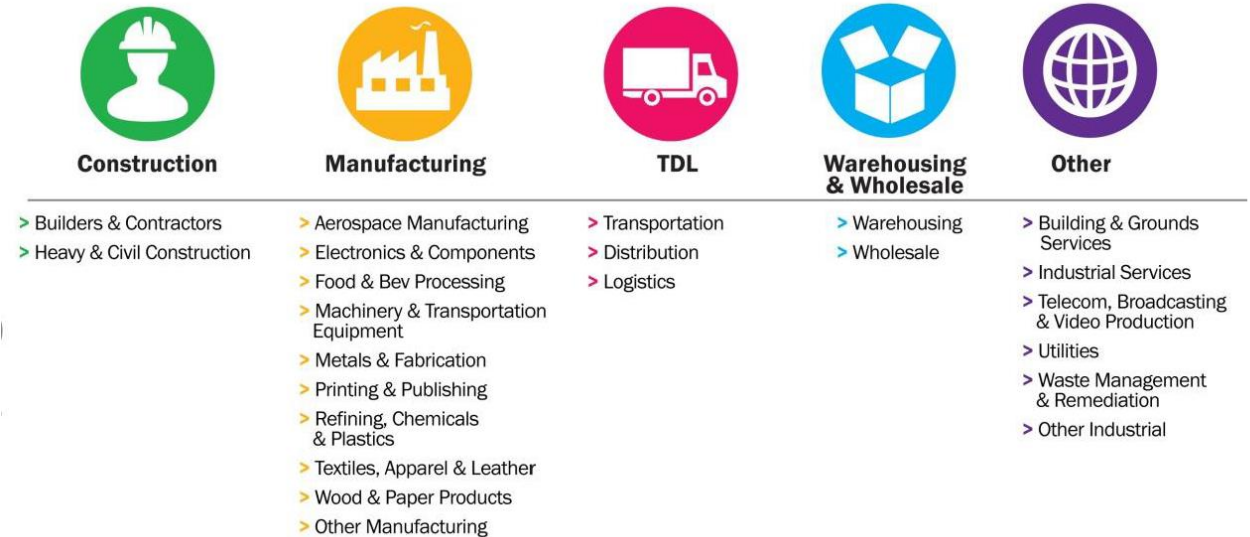 Construction
> Builders & Contractors
> Heavy & Civil Construction
Manufacturing
> Aerospace Manufacturing
> Electronics & Components
> Food & Bev Processing
> Machinery & Transportation
Equipment
> Metals & Fabrication
> Printing & Publishing
> Refining, Chemicals
& Plastics
> Textiles, Apparel & Leather
> Wood & Paper Products
> Other Manufacturing
TDL
> Transportation
> Distribution
> Logistics
Warehousing
& Wholesale
> Warehousing
> Wholesale
Other
> Building & Grounds
Services
> Industrial Services
> Telecom, Broadcasting
& Video Production
> Utilities
> Waste Management
& Remediation
> Other Industrial